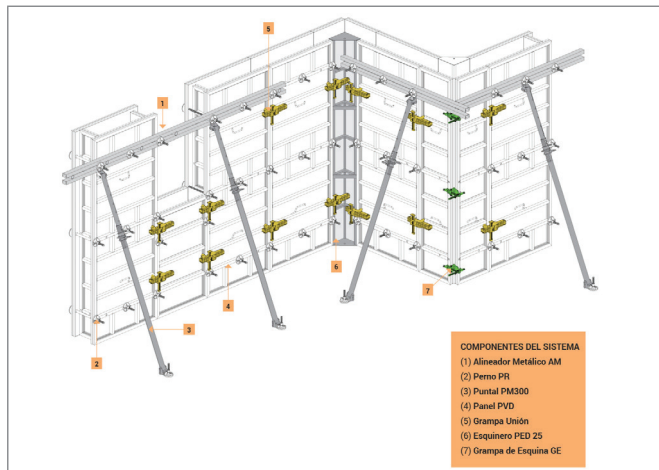 5
1
6
4
7
3
2
COMPONENTES DEL SISTEMA
(1) Alineador Metálico AM
(2) Perno PR
(3) Puntal PM300
(4) Panel PVD
(5) Grampa Unión
(6) Esquinero PED 25
(7) Grampa de Esquina GE